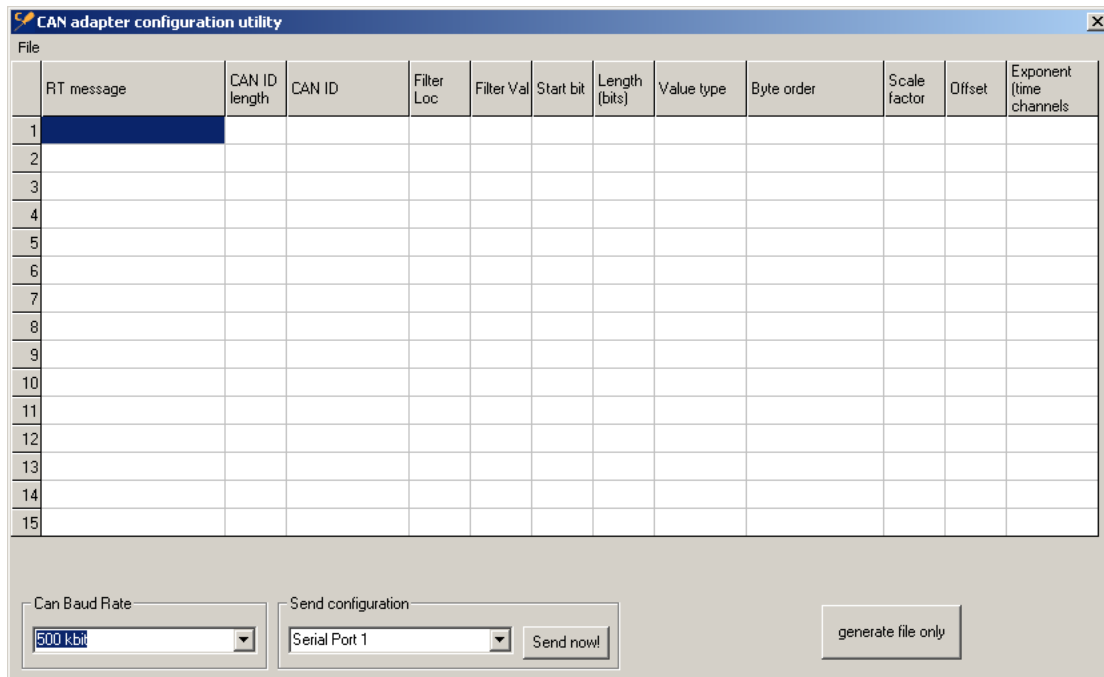 CAN adapter configuration utility
File
RT message
CAN ID length
CAN ID
Filter Loc
Filter Val
Start bit
Length (bits)
Value type
Byte order
Scale factor
Offset
Exponent (time channels
1
2
3
4
5
6
7
8
9
10
11
12
13
14
15
Can Baud Rate
500 kbit
Send configuration
Serial Port 1
Send now!
generate file only